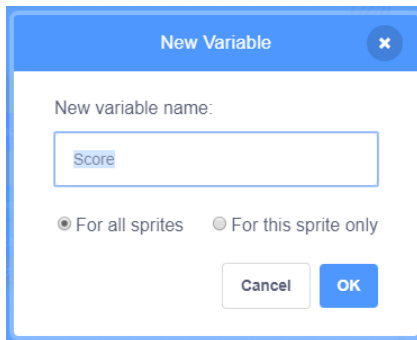 New Variable
New variable name:
Score
For all sprites For this sprite only
Cancel OK